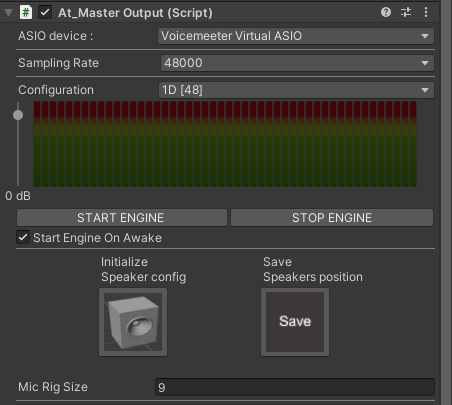 # At_Master Output (Script)
ASIO device : Voicemeeter Virtual ASIO
Sampling Rate 48000
Configuration 1D [48]
0 dB
START ENGINE STOP ENGINE
Start Engine On Awake
Initialize Save
Speaker config Speakers position
Save
Mic Rig Size 9